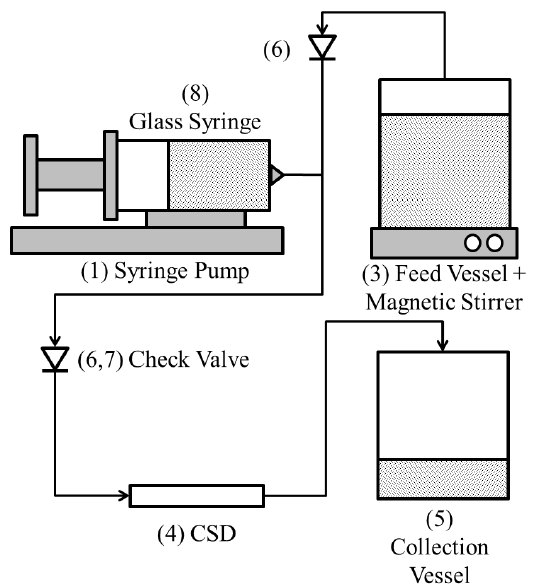 (6)
(8)
Glass Syringe
(1) Syringe Pump
(3) Feed Vessel +
Magnetic Stirrer
(6,7) Check Valve
(4) CSD
(5)
Collection
Vessel